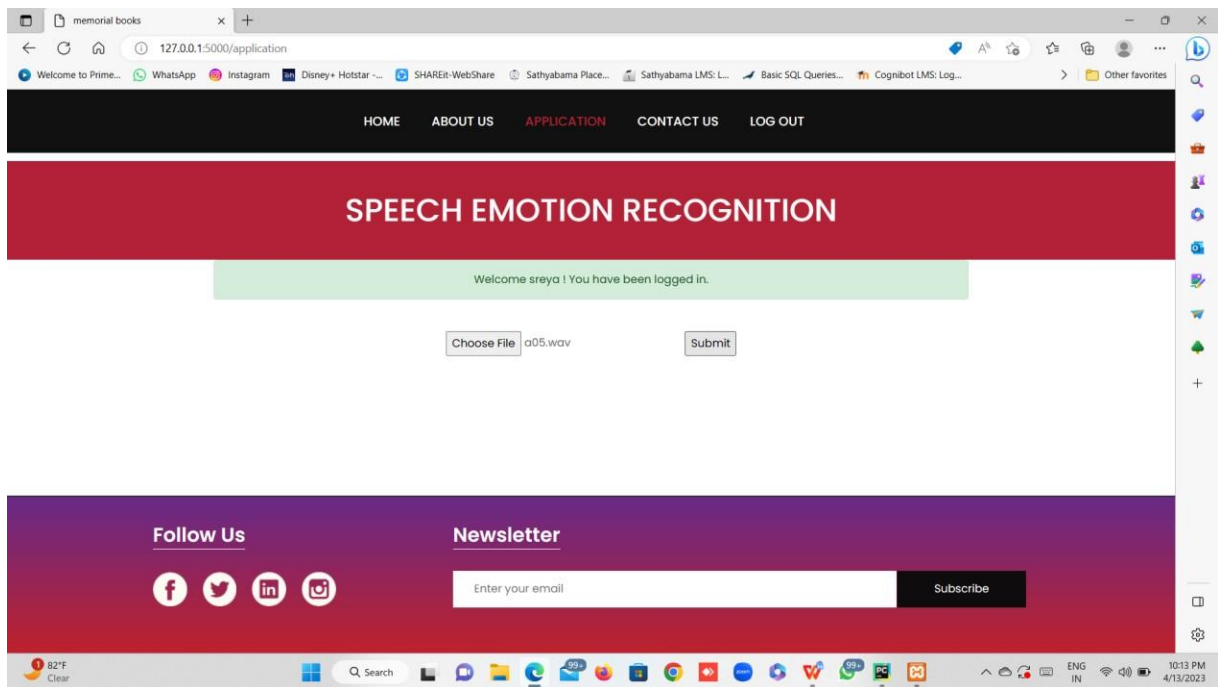 memorial books
127.0.0.1:5000/application
Welcome to Prime... WhatsApp Instagram Disney+ Hotstar -... SHAREit-WebShare Sathyabama Place... Sathyabama LMS: L... Basic SQL Queries... Cognibot LMS: Log... Other favorites
HOME ABOUT US APPLICATION CONTACT US LOG OUT
SPEECH EMOTION RECOGNITION
Welcome sreya ! You have been logged in.
Choose File a05.wav Submit
Follow Us Newsletter
Enter your email Subscribe
1 82°F Search 99+ 99+ ENG 10:13 PM
Clear IN 4/13/2023